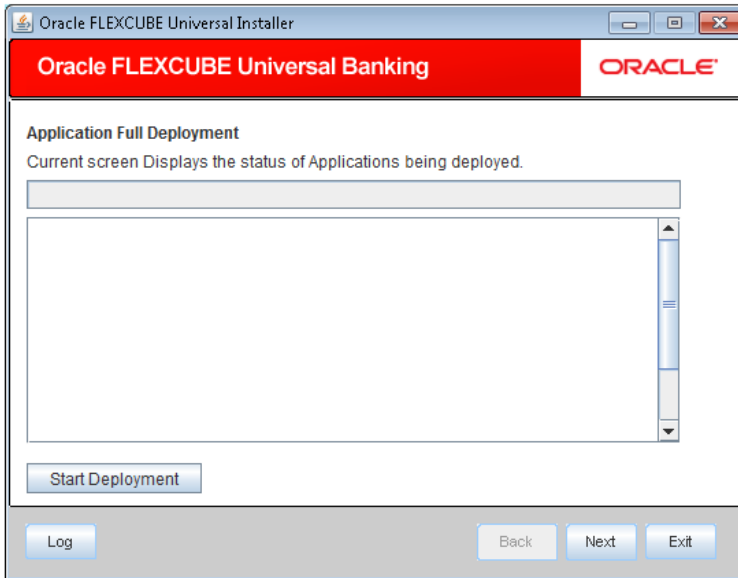 Oracle FLEXCUBE Universal Installer
Oracle FLEXCUBE Universal Banking
ORACLE
Application Full Deployment
Current screen Displays the status of Applications being deployed.
Start Deployment
Log
Back
Next
Exit